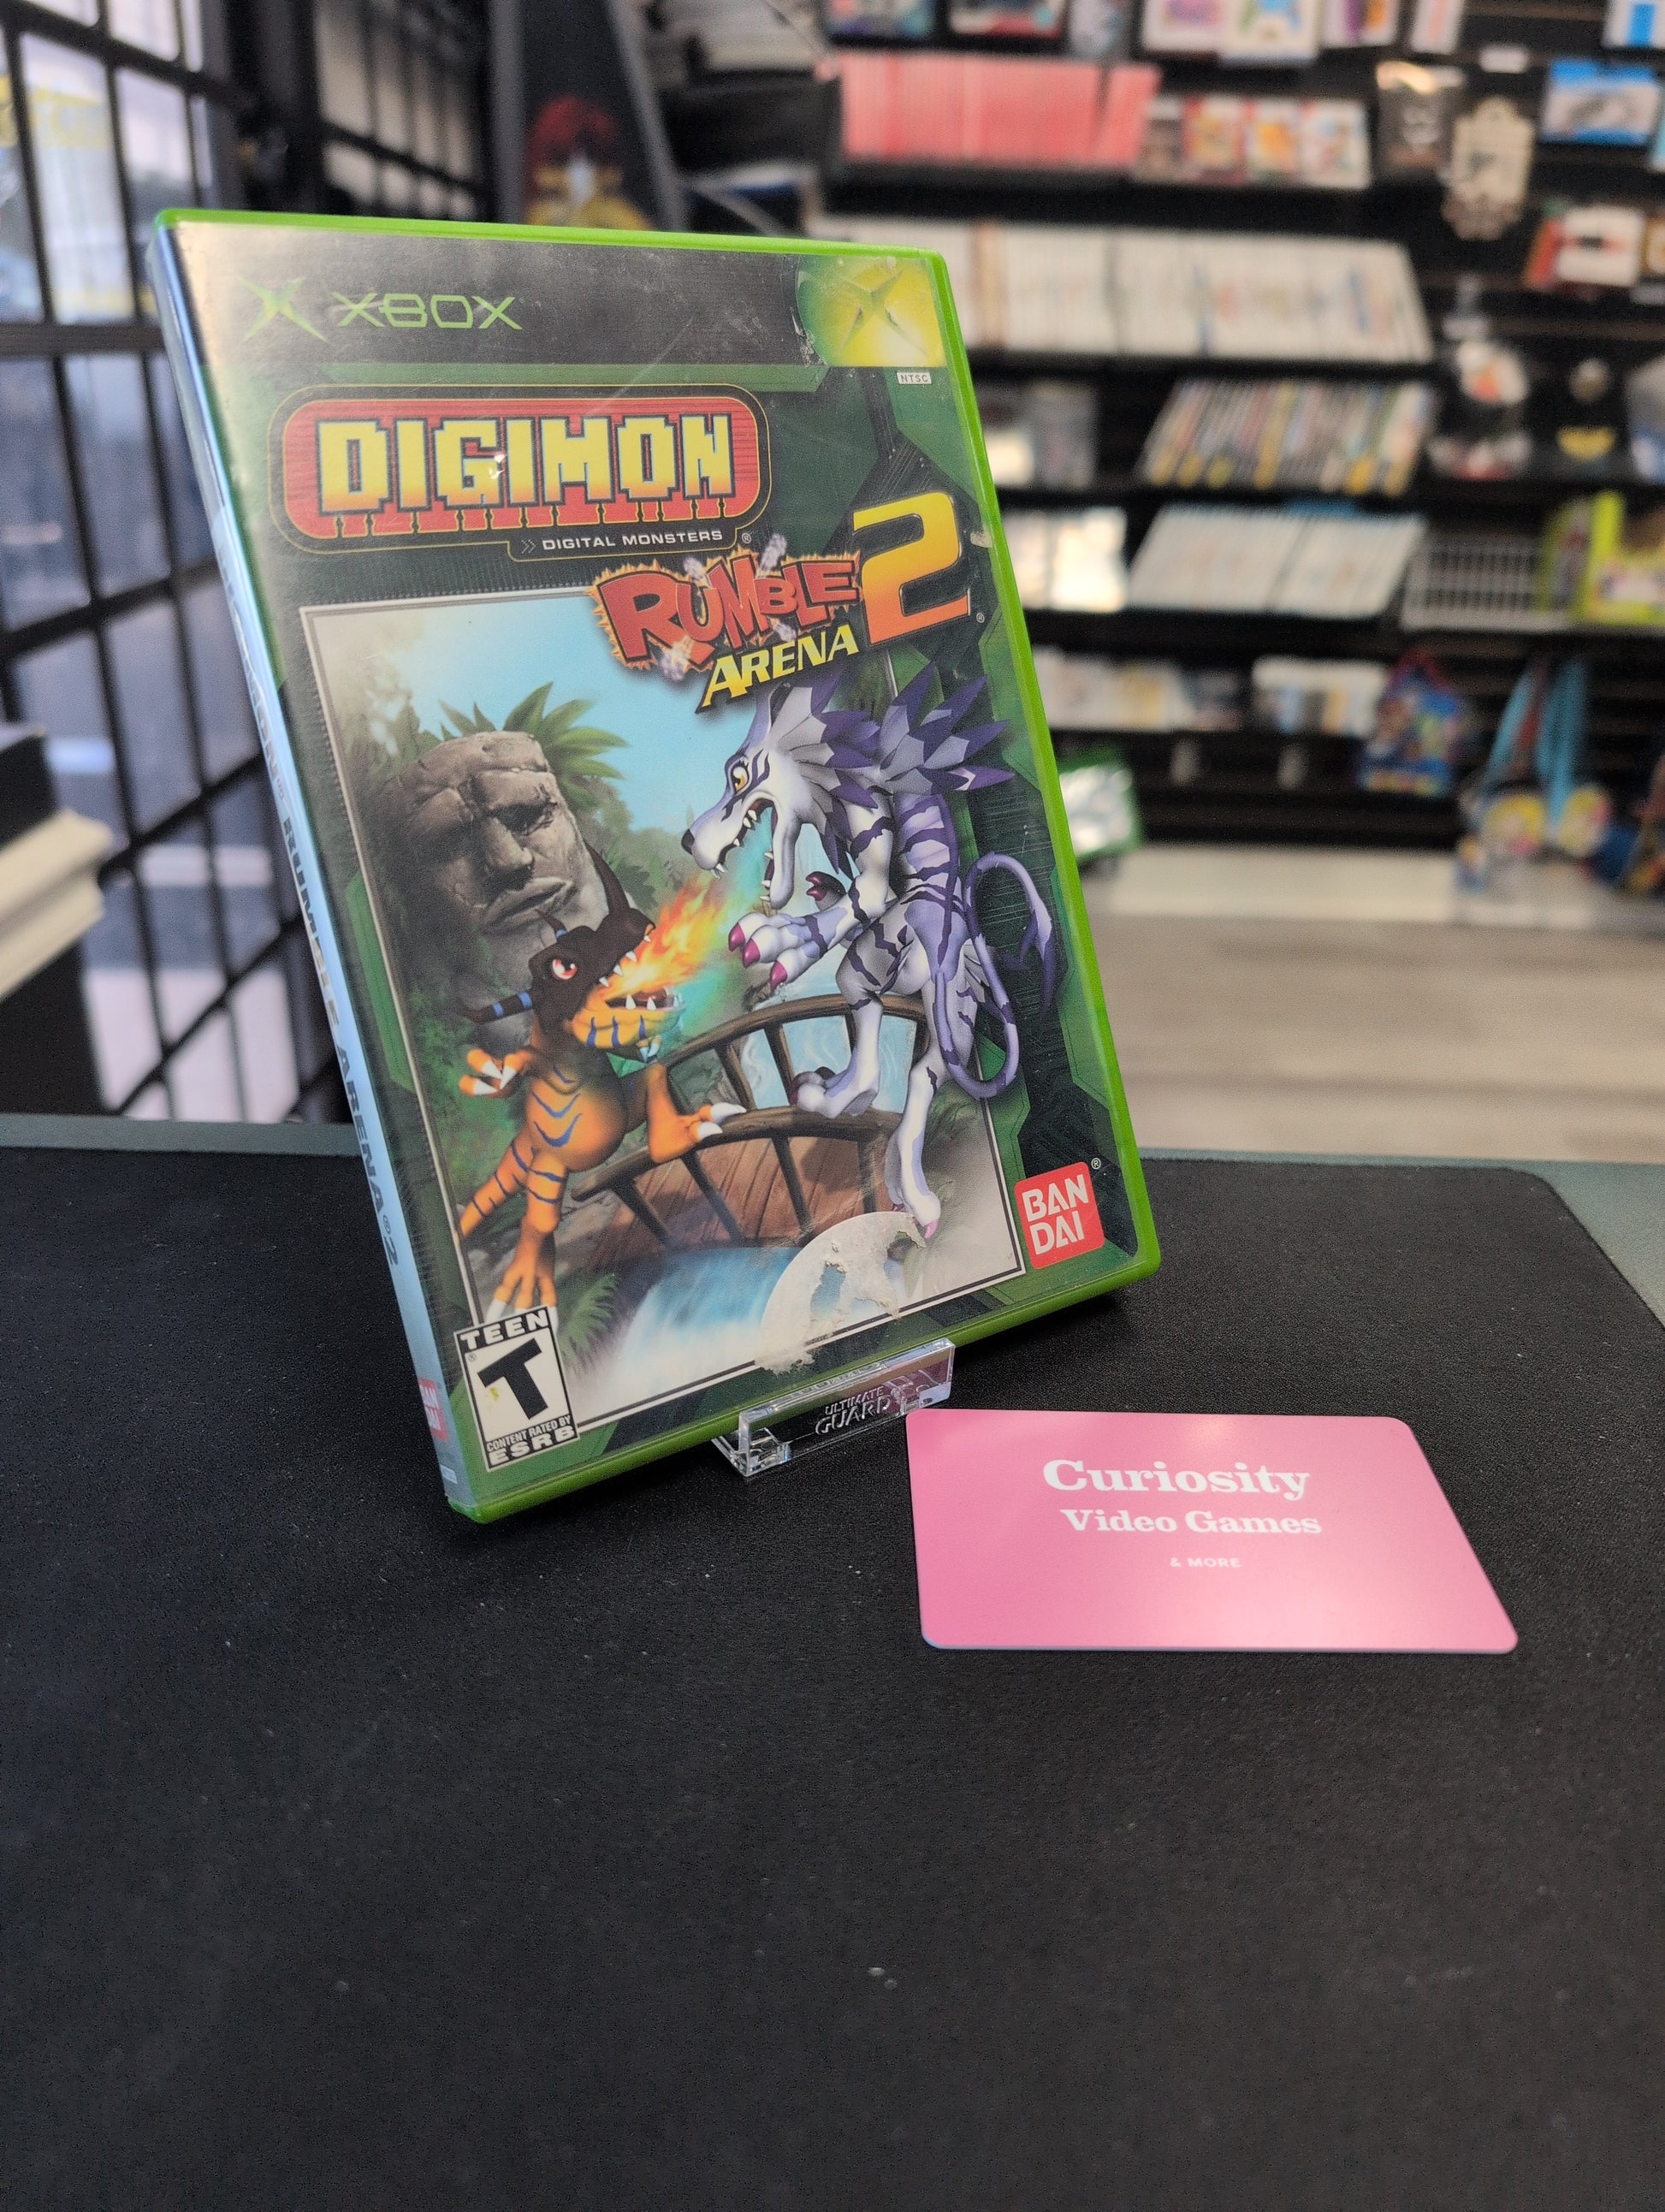 XBOX
NTSC
DIGIMON
DIGITAL MONSTERS ®
RUMBLE
ARENA 2 ®
BAN
DAI ®
TEEN
T
CONTENT RATED BY
ESRB
RUMBLE ARENA® 2
ULTIMATE
GUARD
Curiosity
Video Games
& MORE